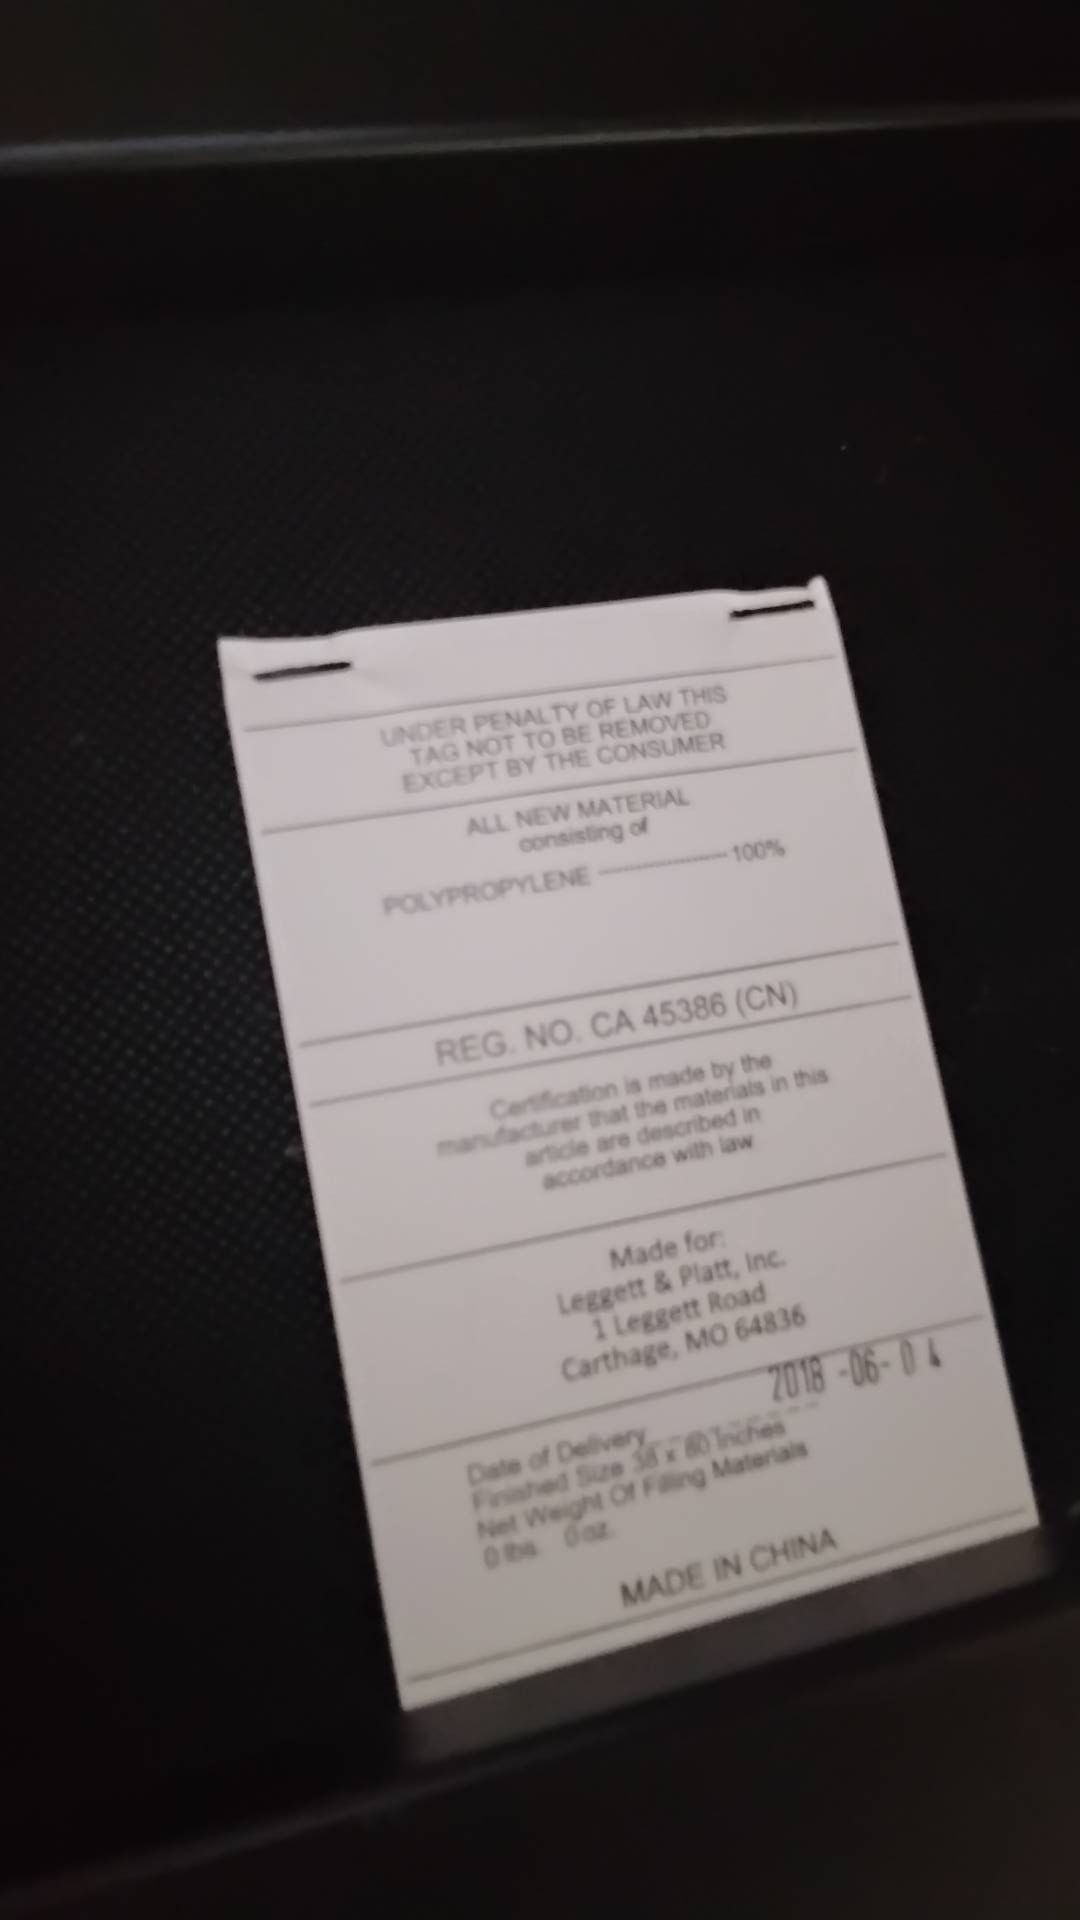 UNDER PENALTY OF LAW THIS
TAG NOT TO BE REMOVED
EXCEPT BY THE CONSUMER
ALL NEW MATERIAL
consisting of
POLYPROPYLENE -------------------- 100%
REG. NO. CA 45386 (CN)
Certification is made by the
manufacturer that the materials in this
article are described in
accordance with law
Made for:
Leggett & Platt, Inc.
1 Leggett Road
Carthage, MO 64836
2018 -06- 0 4
Date of Delivery
Finished Size x 80 Inches
Net Weight Of Filling Materials
0 lbs. 0 oz.
MADE IN CHINA